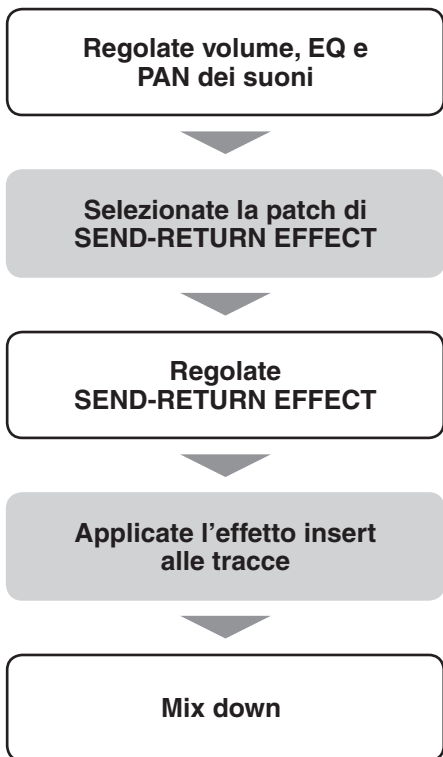 Regolate volume, EQ e
PAN dei suoni
Selezionate la patch di
SEND-RETURN EFFECT
Regolate
SEND-RETURN EFFECT
Applicate l'effetto insert
alle tracce
Mix down